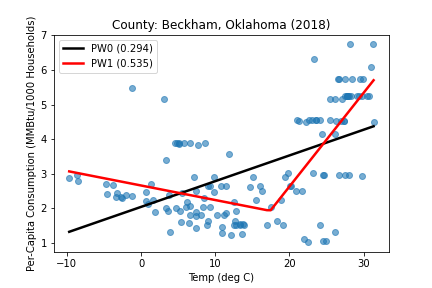 County: Beckham, Oklahoma (2018)
PW0 (0.294)
PW1 (0.535)
Per-Capita Consumption (MMBtu/1000 Households)
7
6
5
4
3
2
1
−10
0
10
20
30
Temp (deg C)